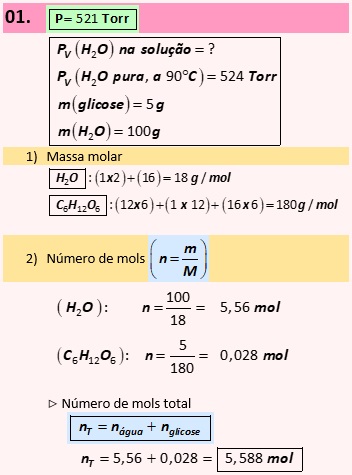 01. P= 521 Torr
Pᵥ(H₂O) na solução = ?
Pᵥ(H₂O pura, a 90°C) = 524 Torr
m(glicose) = 5 g
m(H₂O) = 100g
1) Massa molar
H₂O : (1x2)+(16) = 18 g / mol
C₆H₁₂O₆ : (12x6)+(1 x 12)+(16x6) = 180g / mol
2) Número de mols (n = m/M)
(H₂O): n = 100/18 = 5,56 mol
(C₆H₁₂O₆): n = 5/180 = 0,028 mol
▷ Número de mols total
n_T = n_água + n_glicose
n_T = 5,56 + 0,028 = 5,588 mol